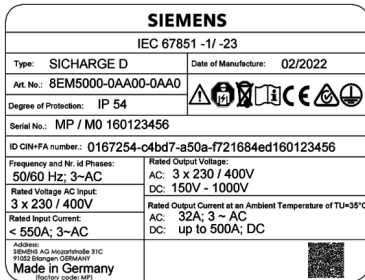 SIEMENS
IEC 67851 -1/ -23
Type: SICHARGE D
Date of Manufacture: 02/2022
Art. No.: 8EM5000-0AA00-0AA0
Degree of Protection: IP 54
Serial No.: MP / M0 160123456
ID CIN+FA number.: 0167254-c4bd7-a50a-f721684ed160123456
Frequency and Nr. id Phases:
50/60 Hz; 3~AC
Rated Voltage AC Input:
3 x 230 / 400V
Rated Input Current:
< 550A; 3~AC
Rated Output Voltage:
AC: 3 x 230 / 400V
DC: 150V - 1000V
Rated Output Current at an Ambient Temperature of TU=35°C
AC: 32A; 3 ~ AC
DC: up to 500A; DC
Address:
SIEMENS AG Mozartstraße 31C
91052 Erlangen GERMANY
Made in Germany
(factory code: MP)